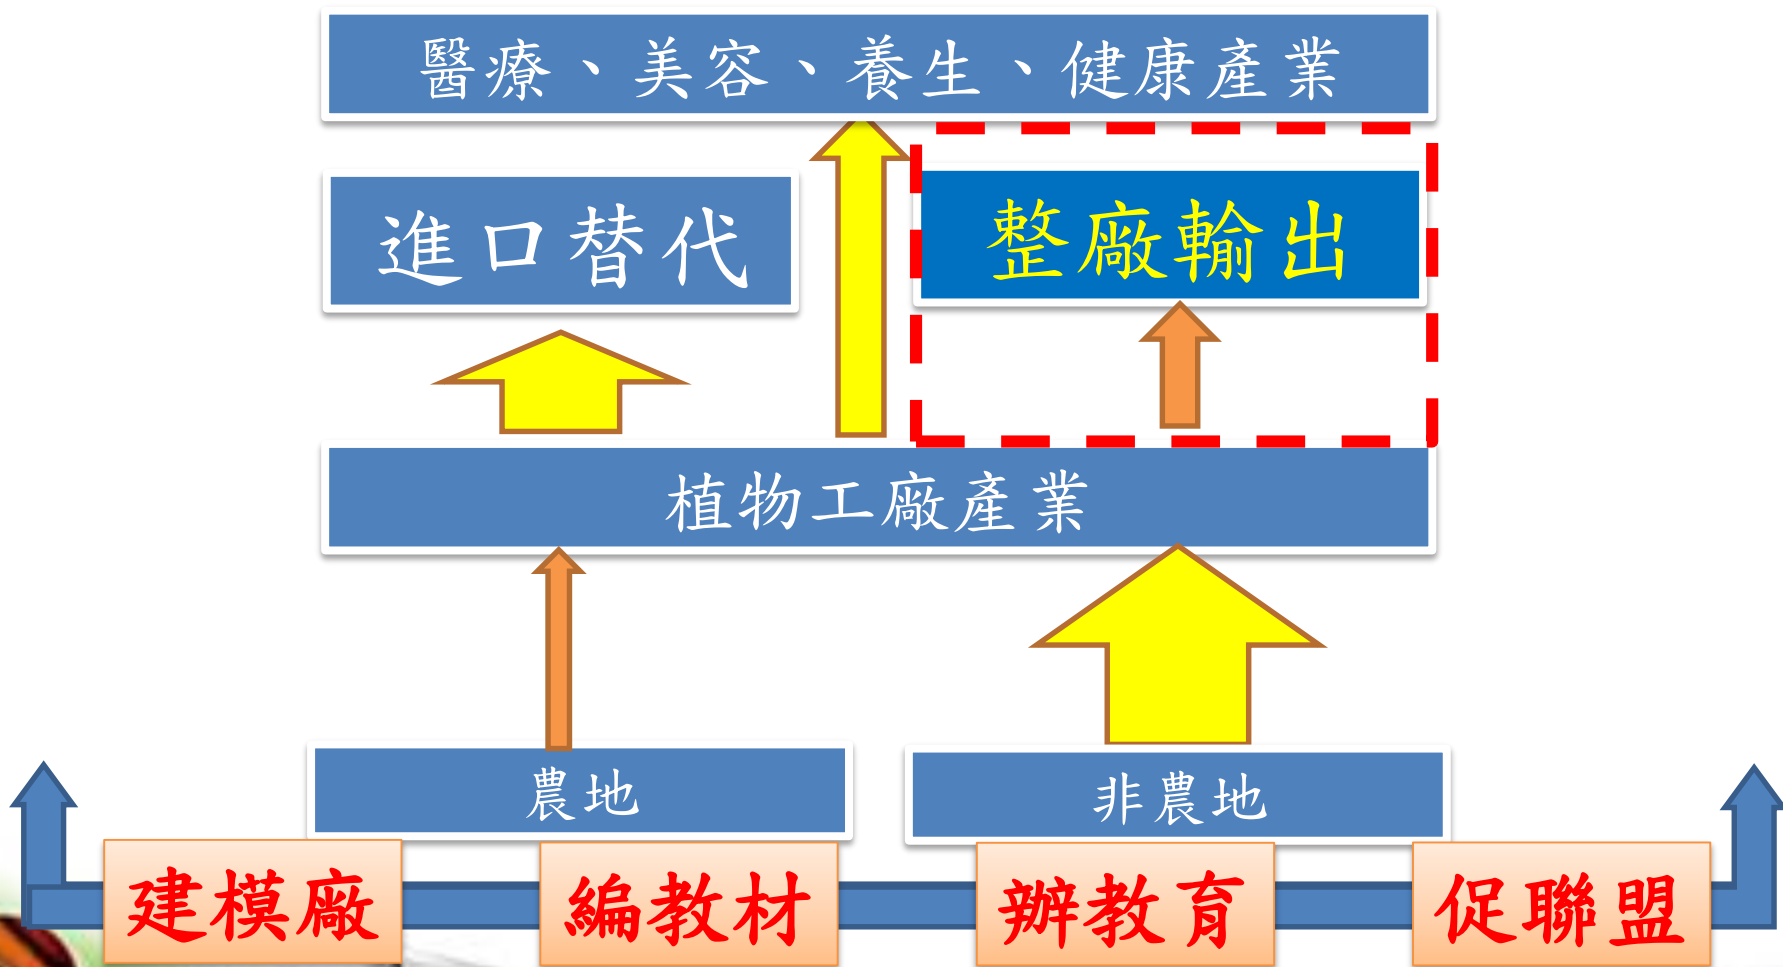 醫療、美容、養生、健康產業
進口替代
整廠輸出
植物工廠產業
農地
非農地
建模廠
編教材
辦教育
促聯盟